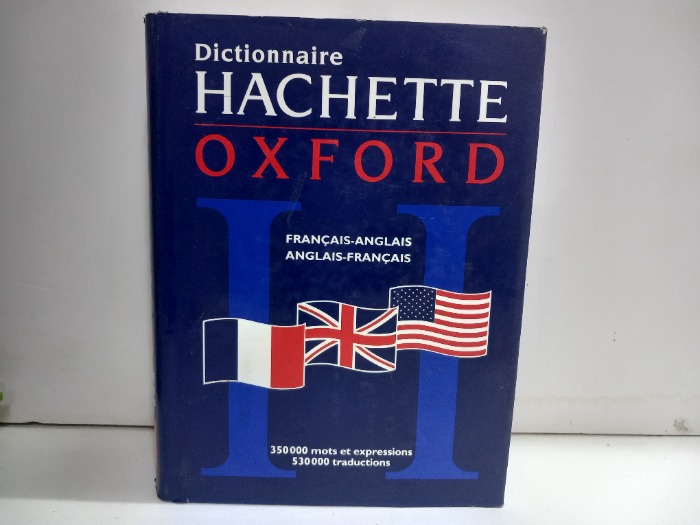 Dictionnaire
HACHETTE
OXFORD
FRANÇAIS-ANGLAIS
ANGLAIS-FRANÇAIS
350 000 mots et expressions
530 000 traductions